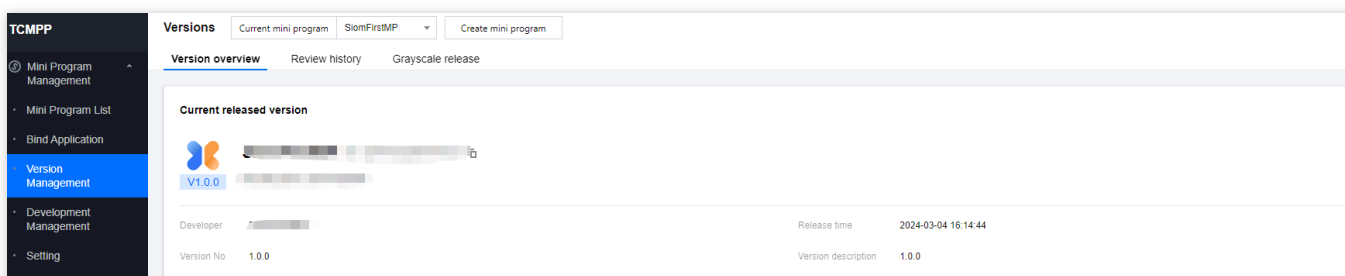 TCMPP
Mini Program
Management
Mini Program List
Bind Application
Version
Management
Development
Management
Setting
Versions Current mini program SiomFirstMP Create mini program
Version overview Review history Grayscale release
Current released version
V1.0.0
Developer
Release time 2024-03-04 16:14:44
Version No 1.0.0
Version description 1.0.0